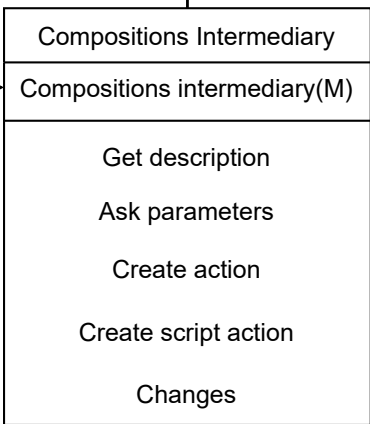 Compositions Intermediary
Compositions intermediary(M)
Get description
Ask parameters
Create action
Create script action
Changes